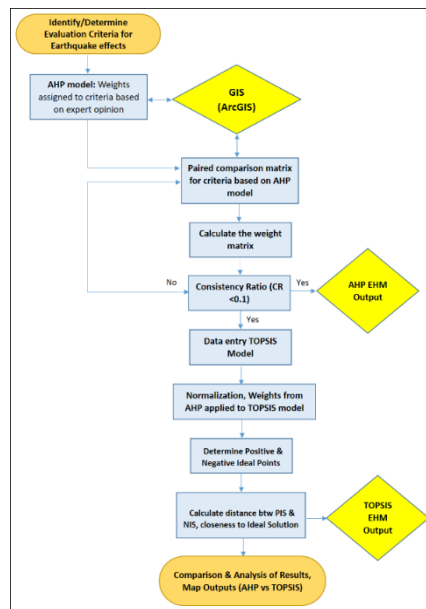 Identify/Determine
Evaluation Criteria for
Earthquake effects
AHP model: Weights
assigned to criteria based
on expert opinion
GIS
(ArcGIS)
Paired comparison matrix
for criteria based on AHP
model
Calculate the weight
matrix
No
Consistency Ratio (CR
<0.1)
Yes
AHP EHM
Output
Yes
Data entry TOPSIS
Model
Normalization, Weights from
AHP applied to TOPSIS model
Determine Positive &
Negative Ideal Points
Calculate distance btw PIS &
NIS, closeness to Ideal Solution
TOPSIS
EHM
Output
Comparison & Analysis of Results,
Map Outputs (AHP vs TOPSIS)